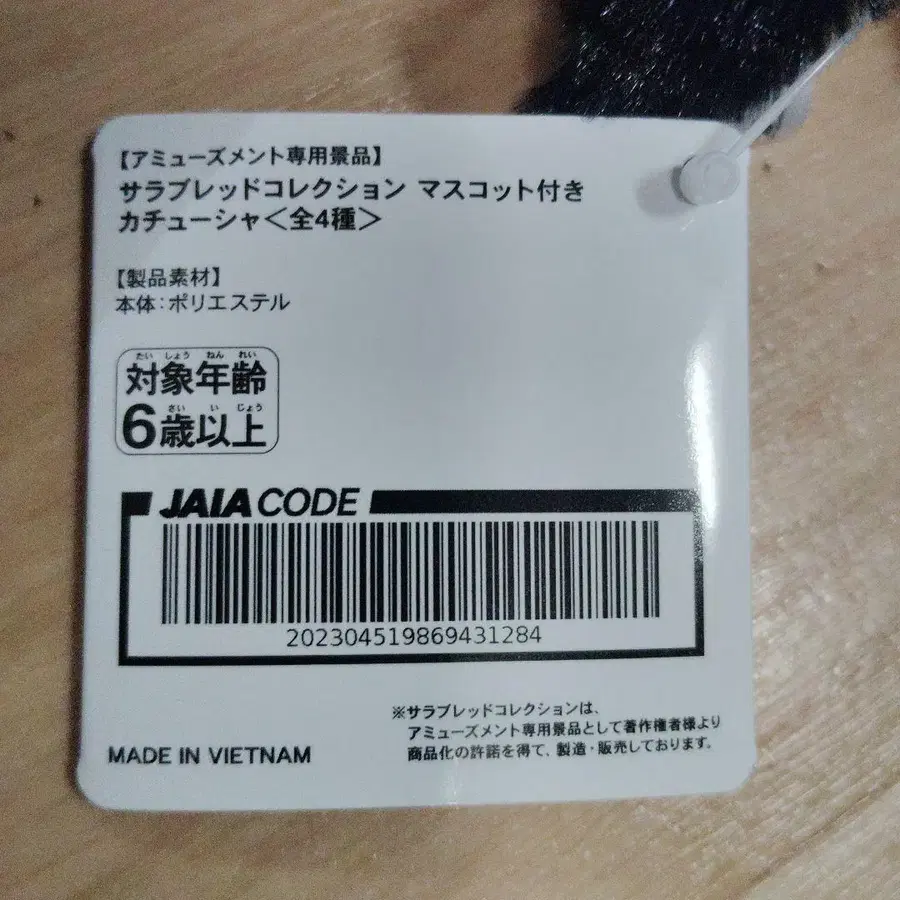 【アミューズメント専用景品】
サラブレッドコレクション マスコット付き
カチューシャ＜全4種＞
【製品素材】
本体：ポリエステル
たいしょうねんれい
対象年齢
さいいじょう
6歳以上
JAIA CODE
202304519869431284
※サラブレッドコレクションは、
アミューズメント専用景品として著作権者様より
商品化の許諾を得て、製造・販売しております。
MADE IN VIETNAM